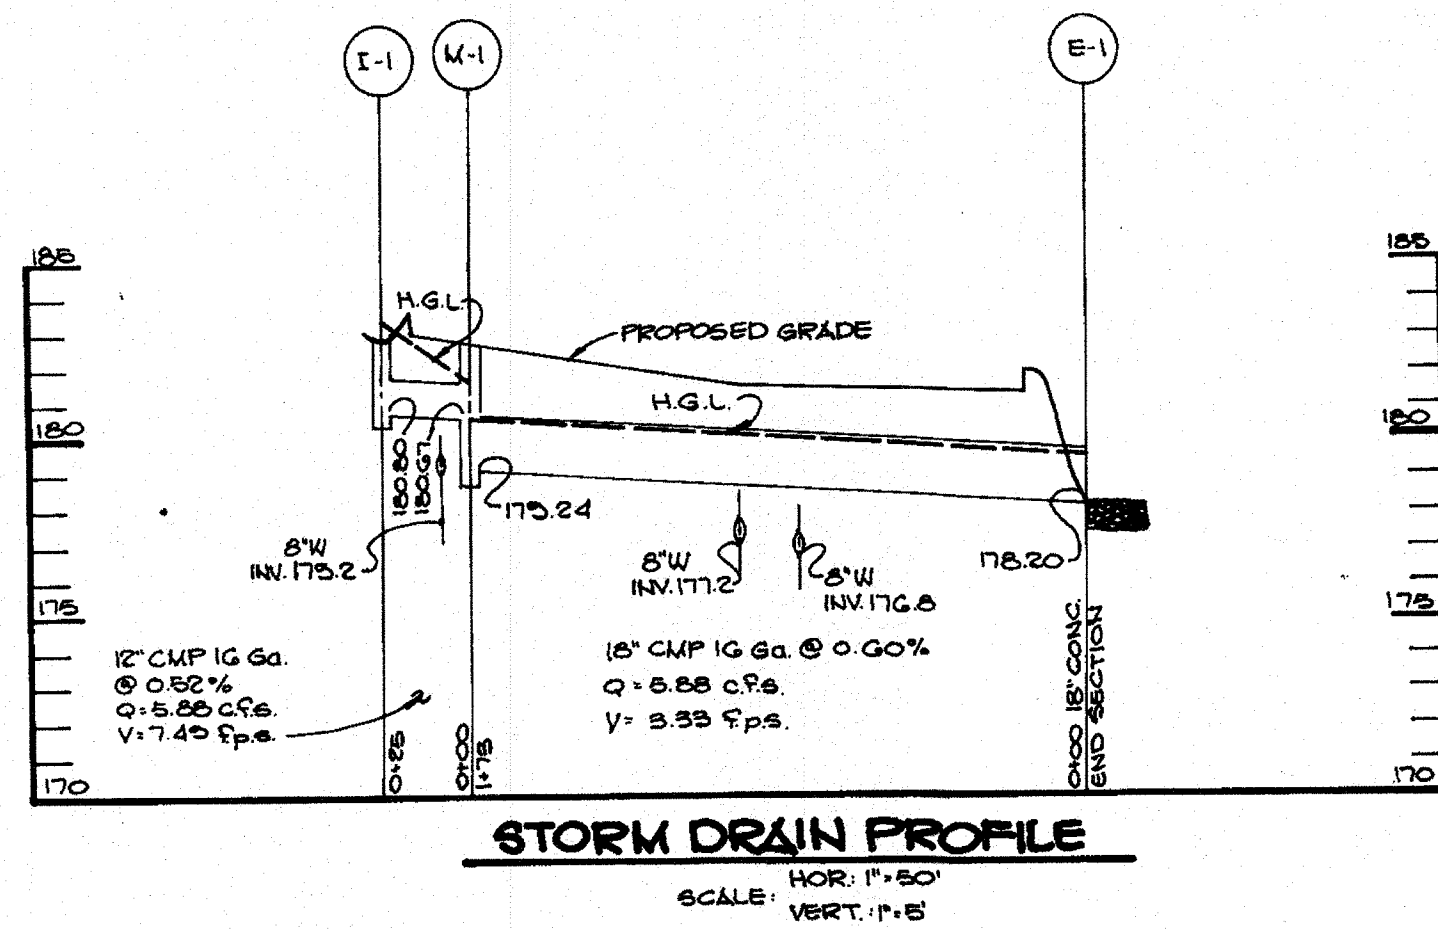 I-1
M-1
E-1
185
185
H.G.L.
PROPOSED GRADE
H.G.L.
180
180
180.80
180.67
179.24
8"W
INV. 179.2
8"W
INV. 177.2
8"W
INV. 176.8
178.20
175
175
12" CMP 16 Ga.
@ 0.52%
Q=5.88 c.f.s.
V=7.49 f.p.s.
18" CMP 16 Ga. @ 0.60%
Q=5.88 c.f.s.
V= 3.33 f.p.s.
0+25
0+00
1+73
0+00 18" CONC.
END SECTION
170
170
STORM DRAIN PROFILE
SCALE:
HOR.: 1"=50'
VERT.: 1"=5'